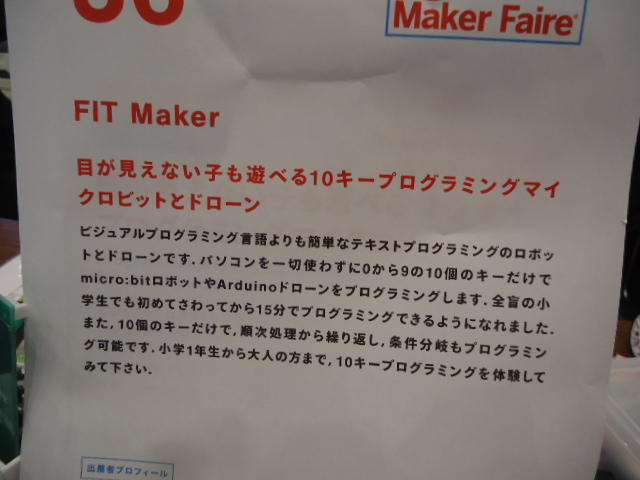 Maker Faire
FIT Maker
目が見えない子も遊べる10キープログラミングマイ
クロビットとドローン
ビジュアルプログラミング言語よりも簡単なテキストプログラミングのロボッ
トとドローンです．パソコンを一切使わずに0から9の10個のキーだけで
micro:bitロボットやArduinoドローンをプログラミングします．全盲の小
学生でも初めてさわってから15分でプログラミングできるようになれました．
また，10個のキーだけで，順次処理から繰り返し，条件分岐もプログラミン
グ可能です．小学1年生から大人の方まで，10キープログラミングを体験して
みて下さい．
出展者プロフィール